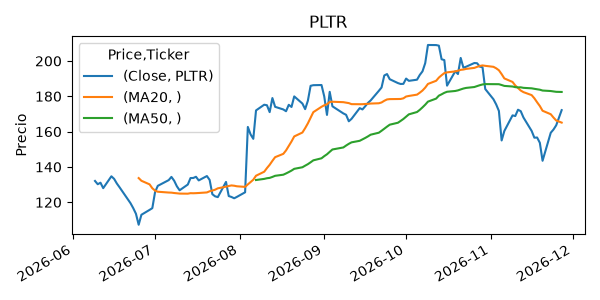 PLTR
Price,Ticker
(Close, PLTR)
(MA20, )
(MA50, )
Precio
200
180
160
140
120
2026-06
2026-07
2026-08
2026-09
2026-10
2026-11
2026-12